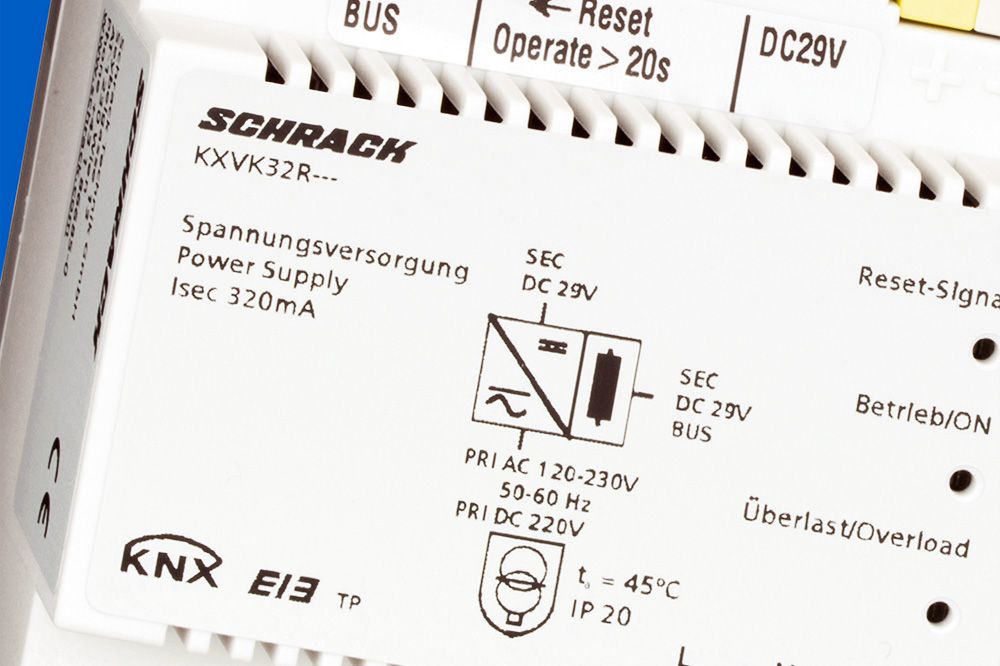 BUS
← Reset
Operate > 20s
DC29V
SCHRACK
KXVK32R---
Spannungsversorgung
Power Supply
Isec 320mA
SEC
DC 29V
SEC
DC 29V
BUS
PRI AC 120-230V
50-60 Hz
PRI DC 220V
Reset-Signa
Betrieb/ON
Überlast/Overload
KNX EIB TP
= 45°C
IP 20
L
SCHRACK
CE